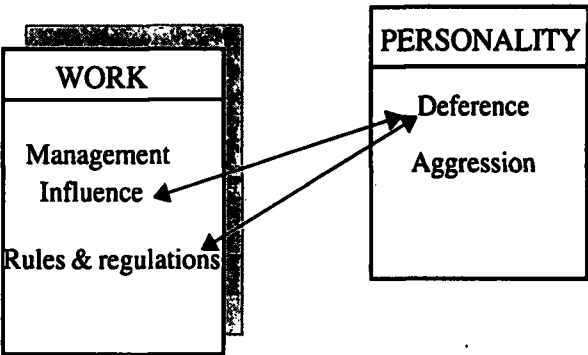 WORK
Management
Influence
Rules & regulations
PERSONALITY
Deference
Aggression